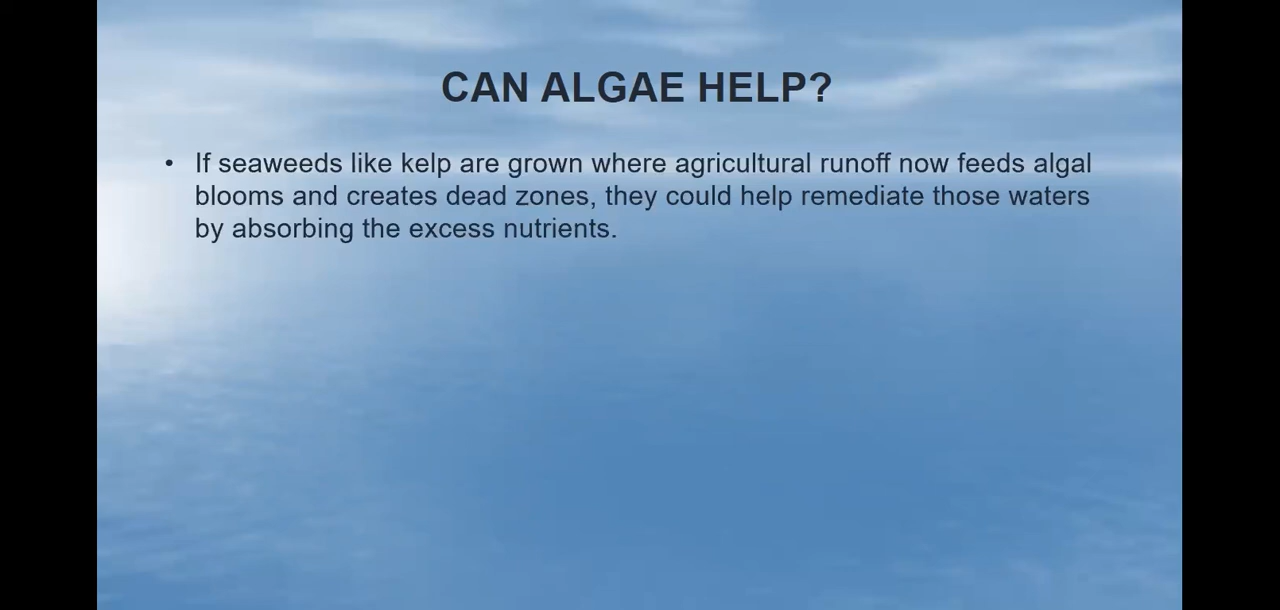 CAN ALGAE HELP?
• If seaweeds like kelp are grown where agricultural runoff now feeds algal
blooms and creates dead zones, they could help remediate those waters
by absorbing the excess nutrients.